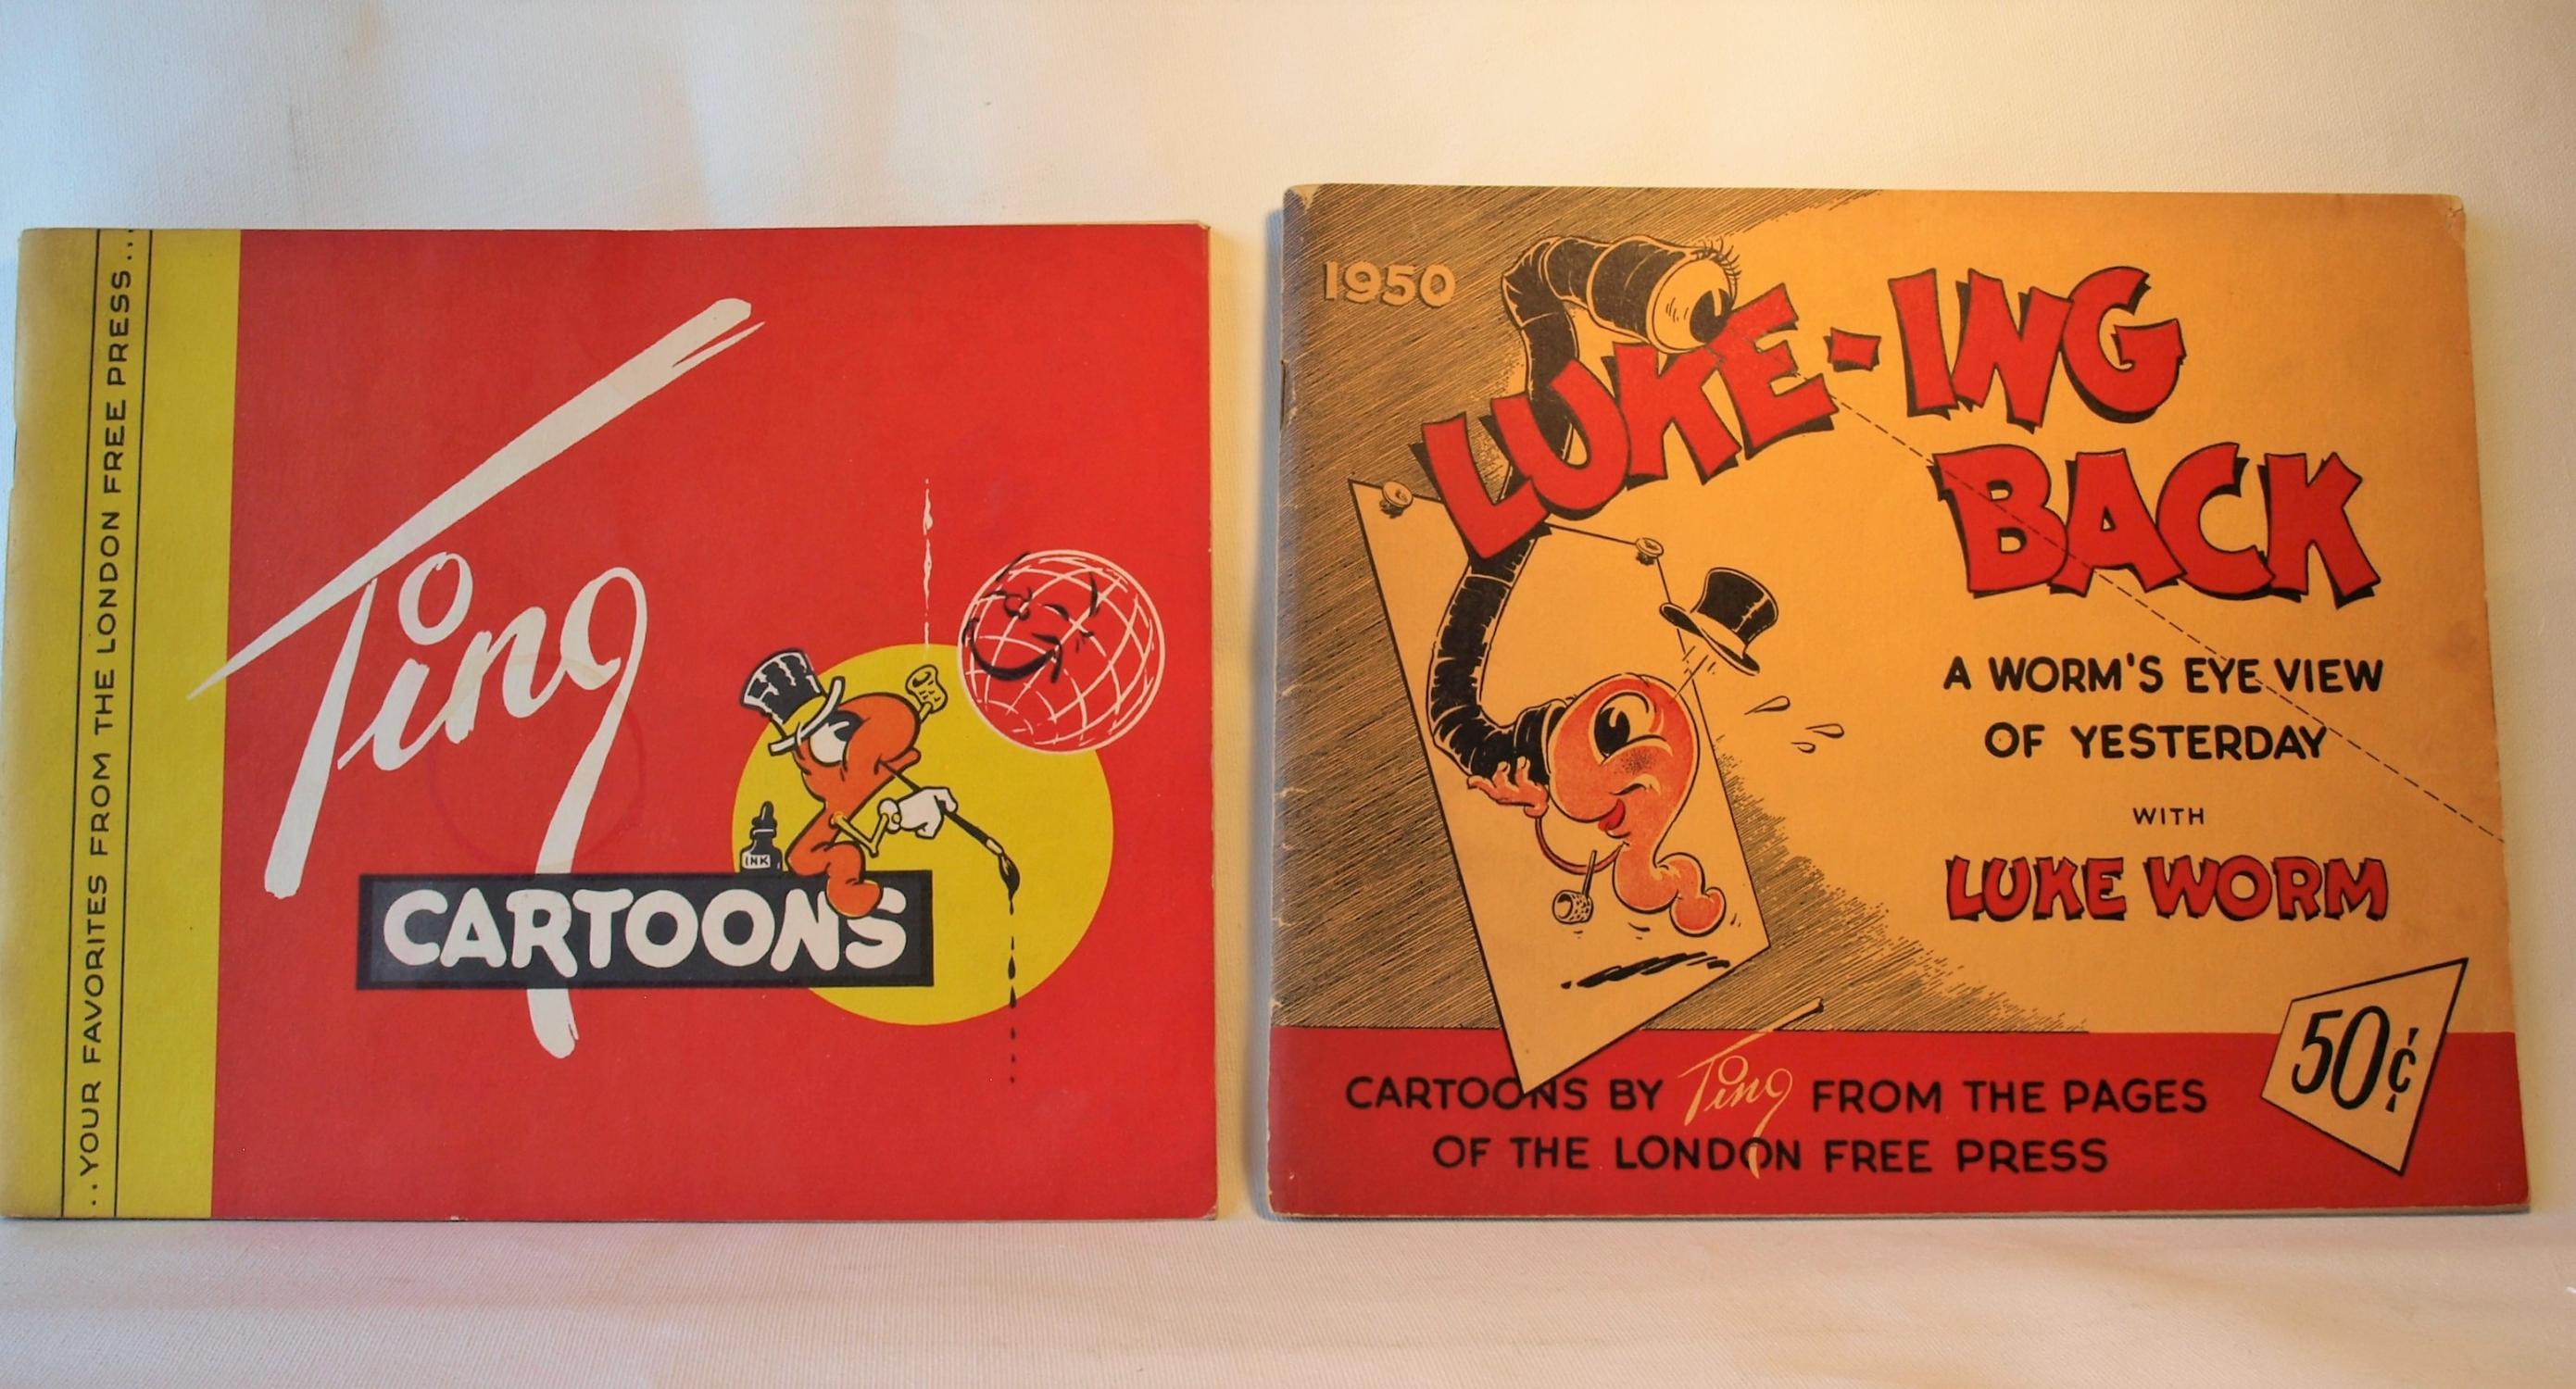 ..YOUR FAVORITES FROM THE LONDON FREE PRESS...
Ting
CARTOONS
INK
1950
LUKE-ING
BACK
A WORM'S EYE VIEW
OF YESTERDAY
WITH
LUKE WORM
50¢
CARTOONS BY Ting FROM THE PAGES
OF THE LONDON FREE PRESS